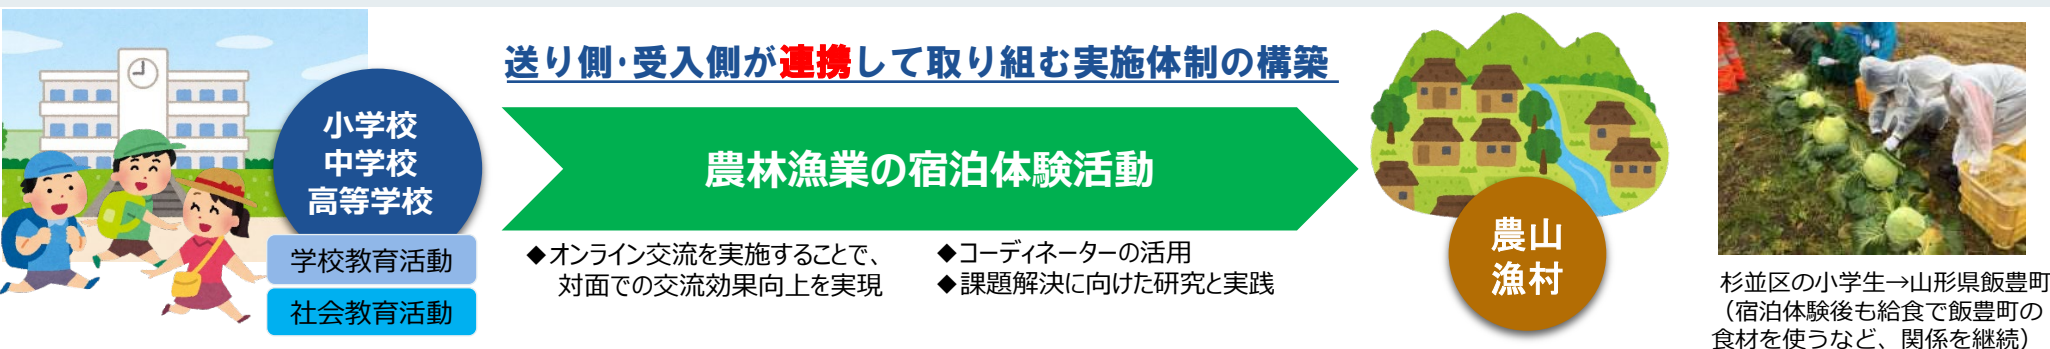 送り側･受入側が連携して取り組む実施体制の構築
小学校
中学校
高等学校
学校教育活動
社会教育活動
農林漁業の宿泊体験活動
◆オンライン交流を実施することで、
対面での交流効果向上を実現
◆コーディネーターの活用
◆課題解決に向けた研究と実践
農山
漁村
杉並区の小学生→山形県飯豊町
（宿泊体験後も給食で飯豊町の
食材を使うなど、関係を継続）